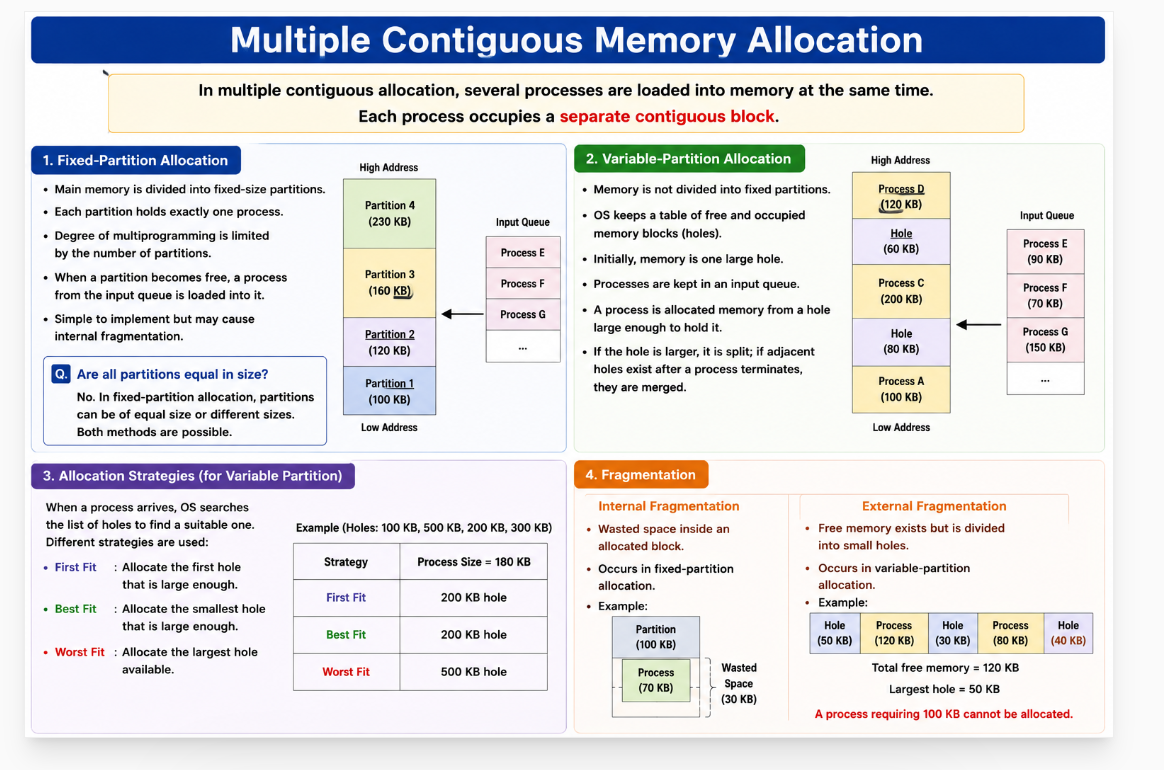 Multiple Contiguous Memory Allocation
In multiple contiguous allocation, several processes are loaded into memory at the same time.
Each process occupies a separate contiguous block.
1. Fixed-Partition Allocation
• Main memory is divided into fixed-size partitions.
• Each partition holds exactly one process.
• Degree of multiprogramming is limited
by the number of partitions.
• When a partition becomes free, a process
from the input queue is loaded into it.
• Simple to implement but may cause
internal fragmentation.
Q. Are all partitions equal in size?
No. In fixed-partition allocation, partitions
can be of equal size or different sizes.
Both methods are possible.
High Address
Partition 4
(230 KB)
Partition 3
(160 KB)
Partition 2
(120 KB)
Partition 1
(100 KB)
Low Address
Input Queue
Process E
Process F
Process G
...
2. Variable-Partition Allocation
• Memory is not divided into fixed partitions.
• OS keeps a table of free and occupied
memory blocks (holes).
• Initially, memory is one large hole.
• Processes are kept in an input queue.
• A process is allocated memory from a hole
large enough to hold it.
• If the hole is larger, it is split; if adjacent
holes exist after a process terminates,
they are merged.
High Address
Process D
(120 KB)
Hole
(60 KB)
Process C
(200 KB)
Hole
(80 KB)
Process A
(100 KB)
Low Address
Input Queue
Process E
(90 KB)
Process F
(70 KB)
Process G
(150 KB)
...
3. Allocation Strategies (for Variable Partition)
When a process arrives, OS searches
the list of holes to find a suitable one.
Different strategies are used:
• First Fit : Allocate the first hole
that is large enough.
• Best Fit : Allocate the smallest hole
that is large enough.
• Worst Fit : Allocate the largest hole
available.
Example (Holes: 100 KB, 500 KB, 200 KB, 300 KB)
Strategy Process Size = 180 KB
First Fit 200 KB hole
Best Fit 200 KB hole
Worst Fit 500 KB hole
4. Fragmentation
Internal Fragmentation
• Wasted space inside an
allocated block.
• Occurs in fixed-partition
allocation.
• Example:
Partition
(100 KB)
Process
(70 KB)
Wasted
Space
(30 KB)
External Fragmentation
• Free memory exists but is divided
into small holes.
• Occurs in variable-partition
allocation.
• Example:
Hole Process Hole Process Hole
(50 KB) (120 KB) (30 KB) (80 KB) (40 KB)
Total free memory = 120 KB
Largest hole = 50 KB
A process requiring 100 KB cannot be allocated.